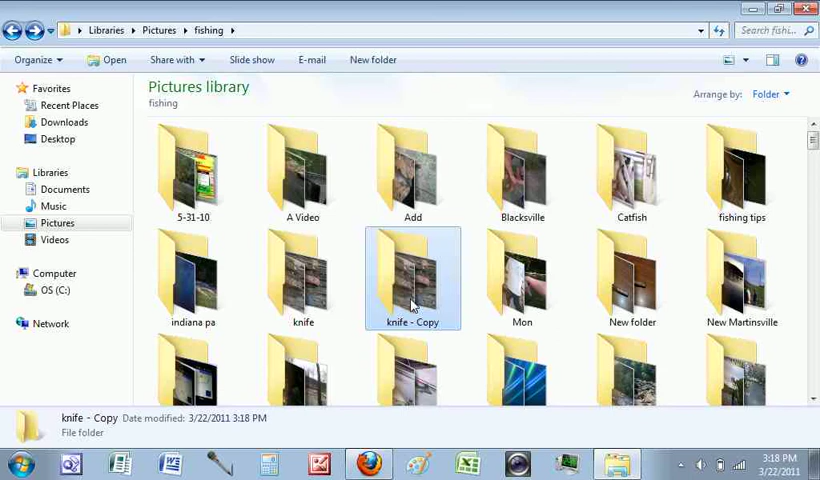 Libraries Pictures fishing Search fishi...
Organize Open Share with Slide show E-mail New folder
Favorites
Recent Places
Downloads
Desktop
Libraries
Documents
Music
Pictures
Videos
Computer
OS (C:)
Network
Pictures library
fishing
Arrange by: Folder
5-31-10 A Video Add Blacksville Catfish fishing tips
indiana pa knife knife - Copy Mon New folder New Martinsville
knife - Copy Date modified: 3/22/2011 3:18 PM
File folder
3:18 PM
3/22/2011